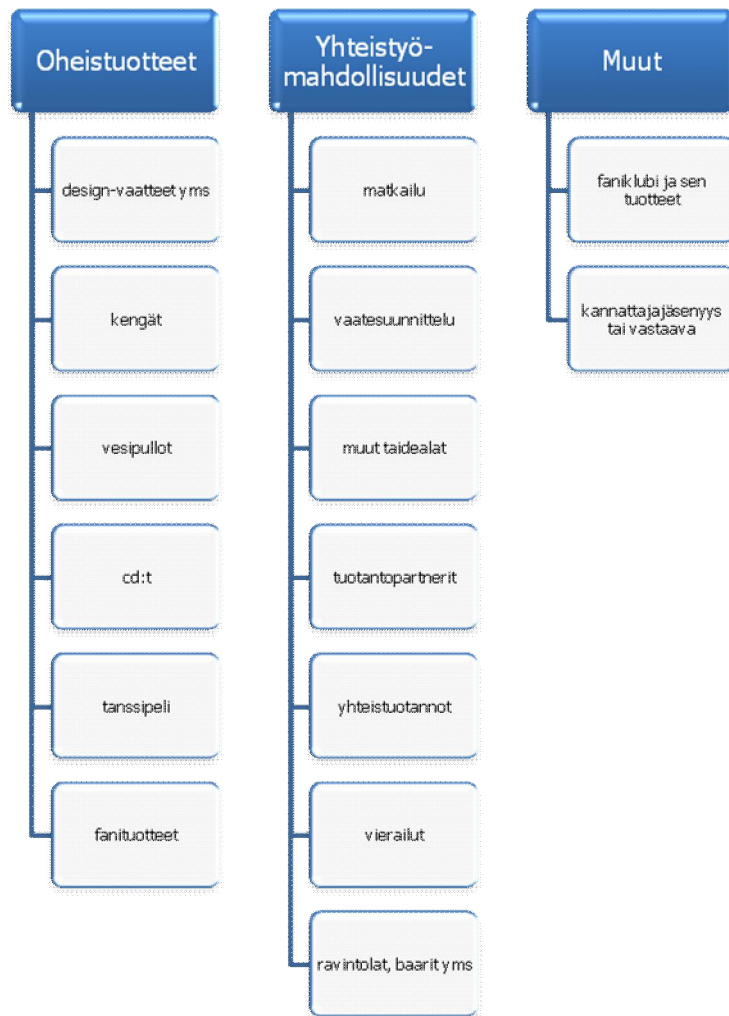 Oheistuotteet
design-vaatteet yms
kengät
vesipullot
cd:t
tanssipeli
fanituotteet
Yhteistyö-
mahdollisuudet
matkailu
vaatesuunnittelu
muut taidealat
tuotantopartnerit
yhteistuotannot
vierailut
ravintolat, baarit yms
Muut
faniklubi ja sen
tuotteet
kannattajajäsenyys
tai vastaava